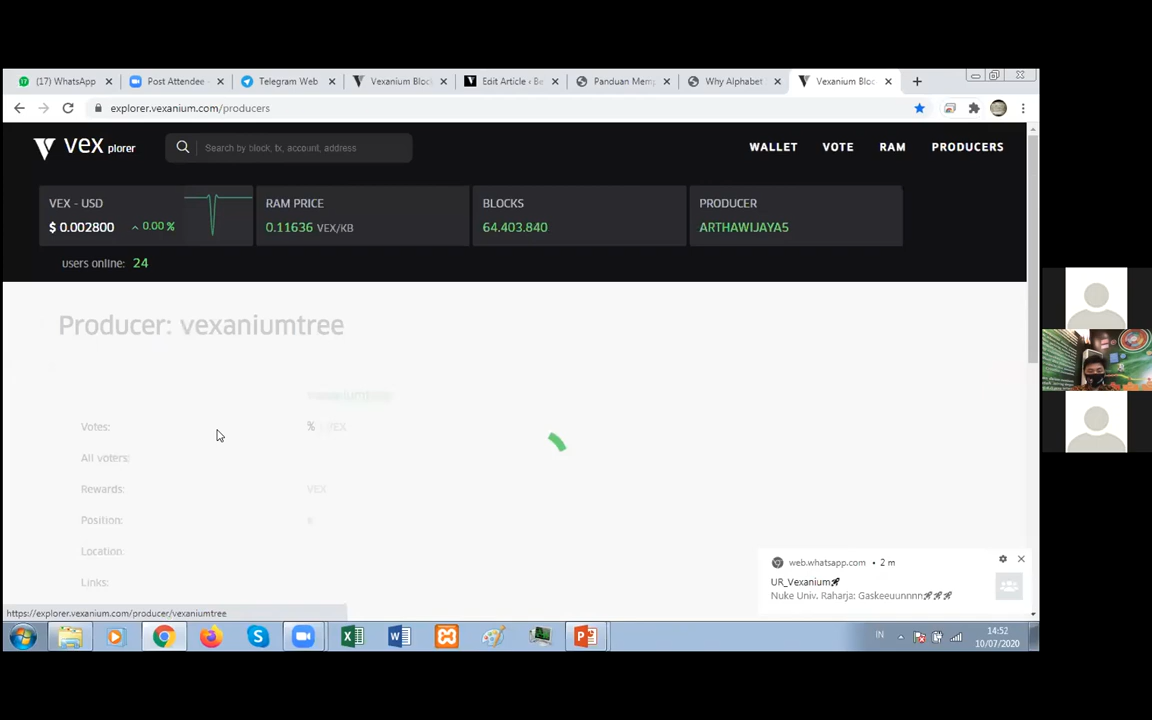 (17) WhatsApp
Post Attendee -
Telegram Web
Vexanium Bloc
Edit Article ‹ Be
Panduan Memp
Why Alphabet
Vexanium Bloc
explorer.vexanium.com/producers
vex plorer
Search by block, tx, account, address
WALLET VOTE RAM PRODUCERS
VEX - USD
$ 0.002800 0.00 %
RAM PRICE
0.11636 VEX/KB
BLOCKS
64.403.840
PRODUCER
ARTHAWIJAYA5
users online: 24
Producer: vexaniumtree
Votes: %
All voters:
Rewards: VEX
Position: #
Location:
Links:
web.whatsapp.com • 2 m
UR_Vexanium🚀
Nuke Univ. Raharja: Gaskeeuunnnn🚀🚀🚀
https://explorer.vexanium.com/producer/vexaniumtree
IN
14:52
10/07/2020